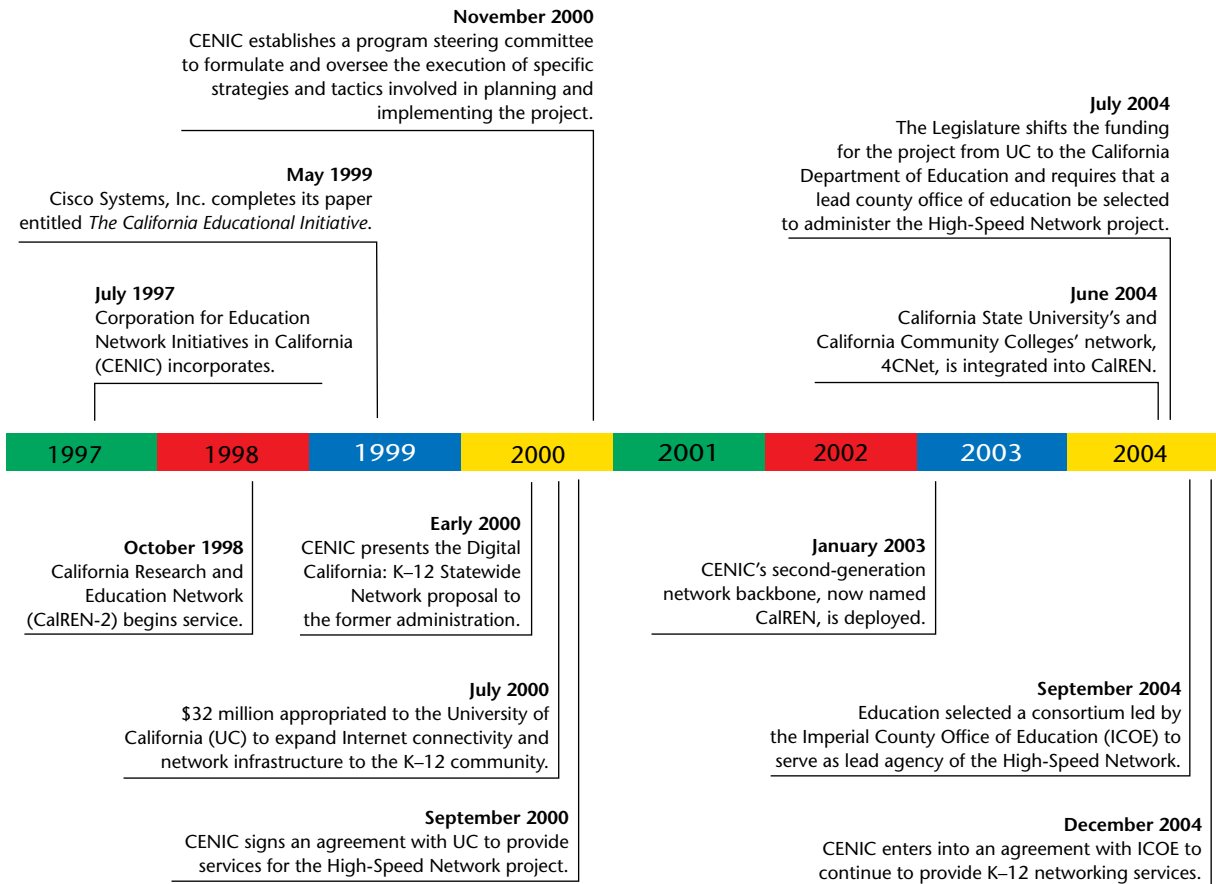 November 2000
CENIC establishes a program steering committee
to formulate and oversee the execution of specific
strategies and tactics involved in planning and
implementing the project.
July 2004
The Legislature shifts the funding
for the project from UC to the California
Department of Education and requires that a
lead county office of education be selected
to administer the High-Speed Network project.
May 1999
Cisco Systems, Inc. completes its paper
entitled The California Educational Initiative.
July 1997
Corporation for Education
Network Initiatives in California
(CENIC) incorporates.
June 2004
California State University's and
California Community Colleges' network,
4CNet, is integrated into CalREN.
1997 1998 1999 2000 2001 2002 2003 2004
October 1998
California Research and
Education Network
(CalREN-2) begins service.
Early 2000
CENIC presents the Digital
California: K–12 Statewide
Network proposal to
the former administration.
January 2003
CENIC's second-generation
network backbone, now named
CalREN, is deployed.
July 2000
$32 million appropriated to the University of
California (UC) to expand Internet connectivity and
network infrastructure to the K–12 community.
September 2004
Education selected a consortium led by
the Imperial County Office of Education (ICOE) to
serve as lead agency of the High-Speed Network.
September 2000
CENIC signs an agreement with UC to provide
services for the High-Speed Network project.
December 2004
CENIC enters into an agreement with ICOE to
continue to provide K–12 networking services.